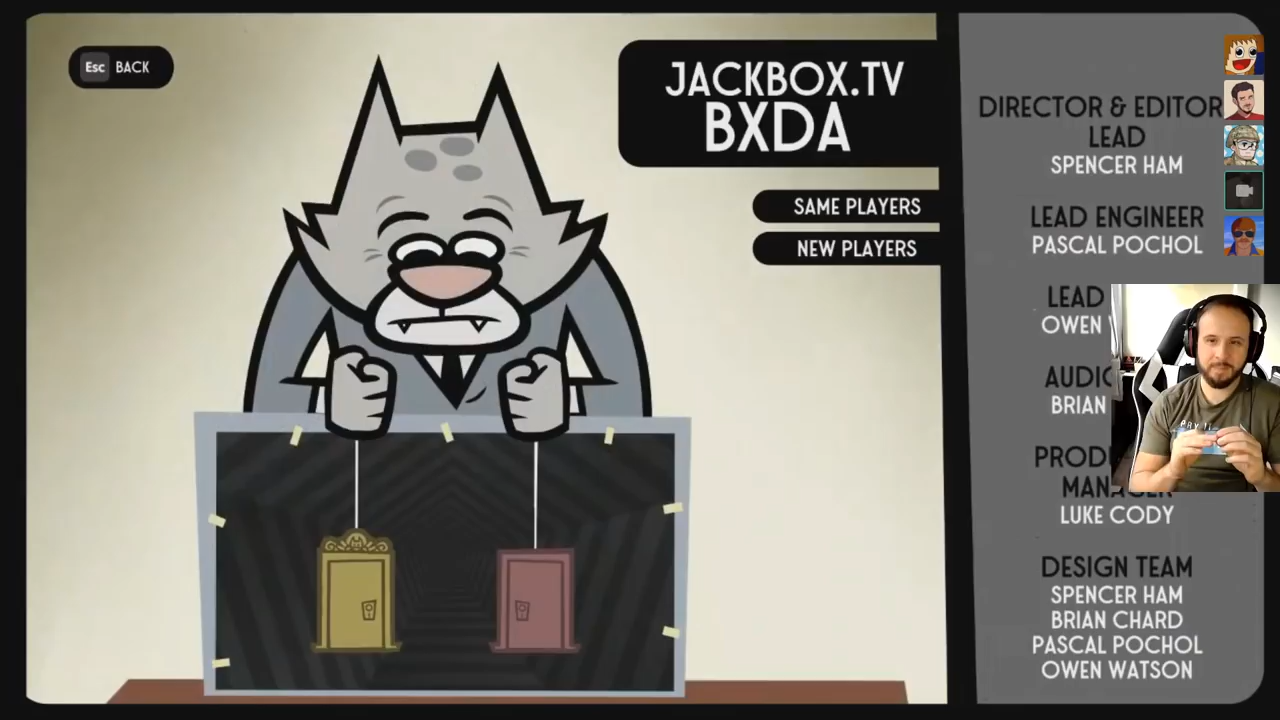 Esc BACK
JACKBOX.TV
BXDA
SAME PLAYERS
NEW PLAYERS
DIRECTOR & EDITOR
LEAD
SPENCER HAM
LEAD ENGINEER
PASCAL POCHOL
LEAD
OWEN
BRIAN
MANAGER
LUKE CODY
DESIGN TEAM
SPENCER HAM
BRIAN CHARD
PASCAL POCHOL
OWEN WATSON